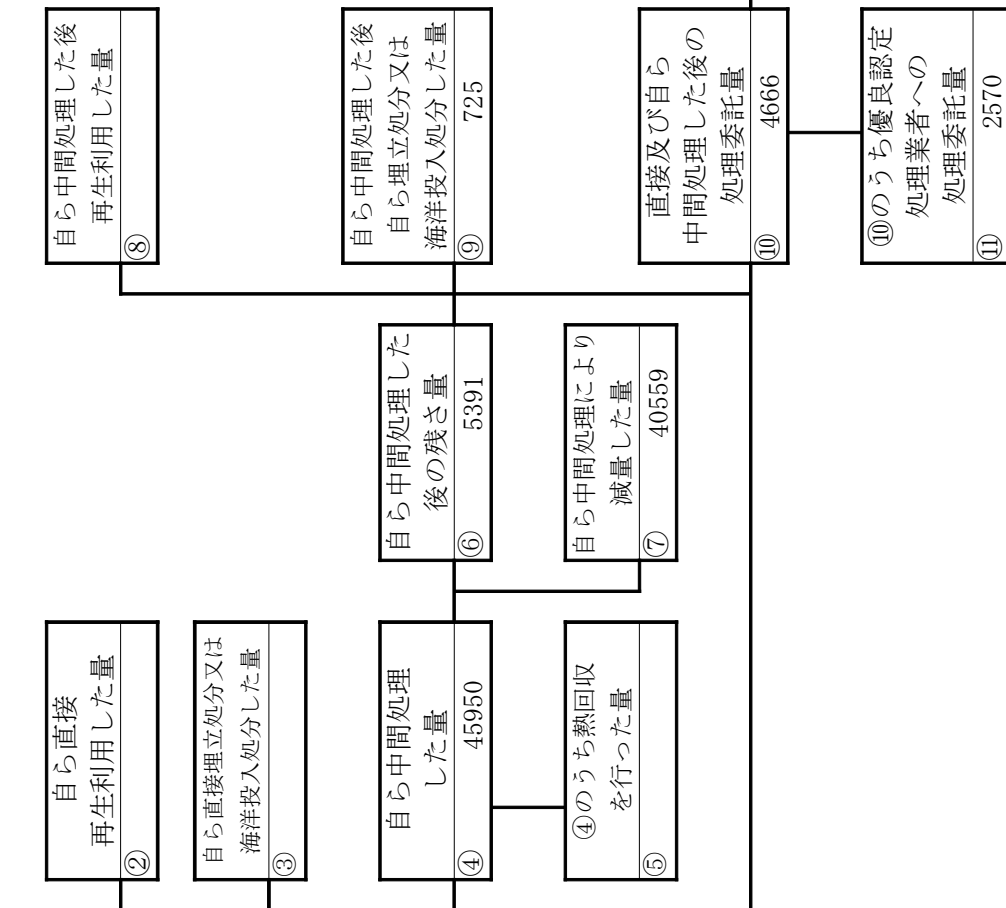 自ら直接
再生利用した量
②
自ら直接埋立処分又は
海洋投入処分した量
③
自ら中間処理
した量
④ 45950
④のうち熱回収
を行った量
⑤
自ら中間処理した
後の残さ量
⑥ 5391
自ら中間処理により
減量した量
⑦ 40559
自ら中間処理した後
再生利用した量
⑧
自ら中間処理した後
自ら埋立処分又は
海洋投入処分した量
⑨ 725
直接及び自ら
中間処理した後の
処理委託量
⑩ 4666
⑩のうち優良認定
処理業者への
処理委託量
⑪ 2570